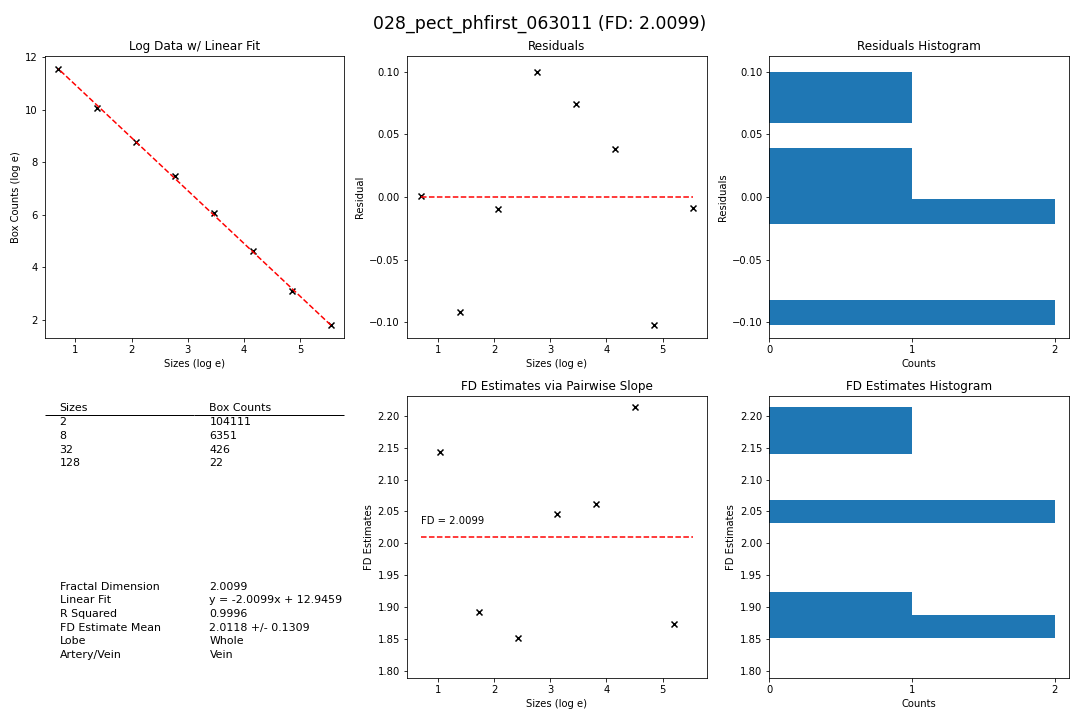 028_pect_phfirst_063011 (FD: 2.0099)
Log Data w/ Linear Fit
Box Counts (log e)
12
10
8
6
4
2
1 2 3 4 5
Sizes (log e)
Residuals
Residual
0.10
0.05
0.00
−0.05
−0.10
1 2 3 4 5
Sizes (log e)
Residuals Histogram
Residuals
0.10
0.05
0.00
−0.05
−0.10
0 1 2
Counts
Sizes Box Counts
2 104111
8 6351
32 426
128 22
Fractal Dimension 2.0099
Linear Fit y = -2.0099x + 12.9459
R Squared 0.9996
FD Estimate Mean 2.0118 +/- 0.1309
Lobe Whole
Artery/Vein Vein
FD Estimates via Pairwise Slope
FD Estimates
2.20
2.15
2.10
2.05
2.00
1.95
1.90
1.85
1.80
FD = 2.0099
1 2 3 4 5
Sizes (log e)
FD Estimates Histogram
FD Estimates
2.20
2.15
2.10
2.05
2.00
1.95
1.90
1.85
1.80
0 1 2
Counts